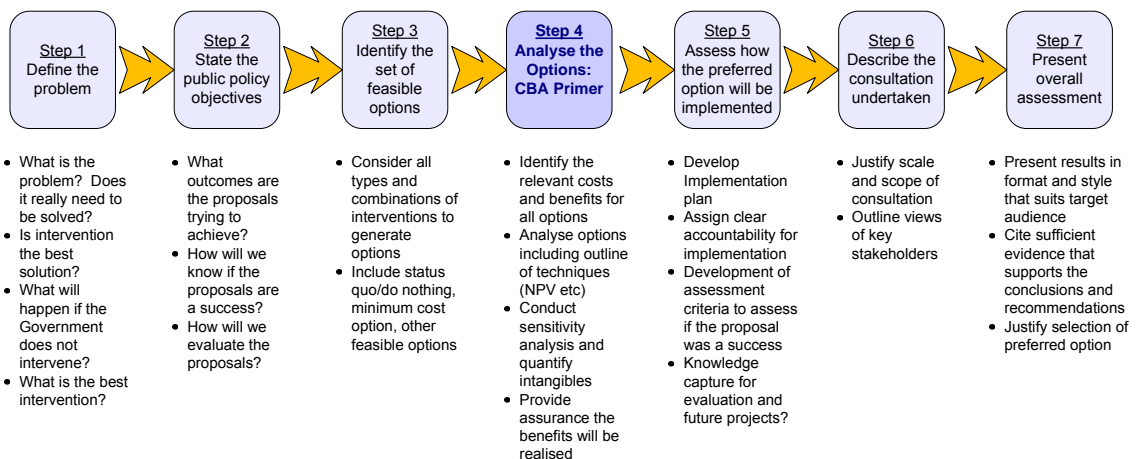 Step 1
Define the
problem
Step 2
State the
public policy
objectives
Step 3
Identify the
set of
feasible
options
Step 4
Analyse the
Options:
CBA Primer
Step 5
Assess how
the preferred
option will be
implemented
Step 6
Describe the
consultation
undertaken
Step 7
Present
overall
assessment
• What is the
problem? Does
it really need to
be solved?
• Is intervention
the best
solution?
• What will
happen if the
Government
does not
intervene?
• What is the best
intervention?
• What
outcomes are
the proposals
trying to
achieve?
• How will we
know if the
proposals are
a success?
• How will we
evaluate the
proposals?
• Consider all
types and
combinations of
interventions to
generate
options
• Include status
quo/do nothing,
minimum cost
option, other
feasible options
• Identify the
relevant costs
and benefits for
all options
• Analyse options
including outline
of techniques
(NPV etc)
• Conduct
sensitivity
analysis and
quantify
intangibles
• Provide
assurance the
benefits will be
realised
• Develop
Implementation
plan
• Assign clear
accountability for
implementation
• Development of
assessment
criteria to assess
if the proposal
was a success
• Knowledge
capture for
evaluation and
future projects?
• Justify scale
and scope of
consultation
• Outline views
of key
stakeholders
• Present results in
format and style
that suits target
audience
• Cite sufficient
evidence that
supports the
conclusions and
recommendations
• Justify selection of
preferred option